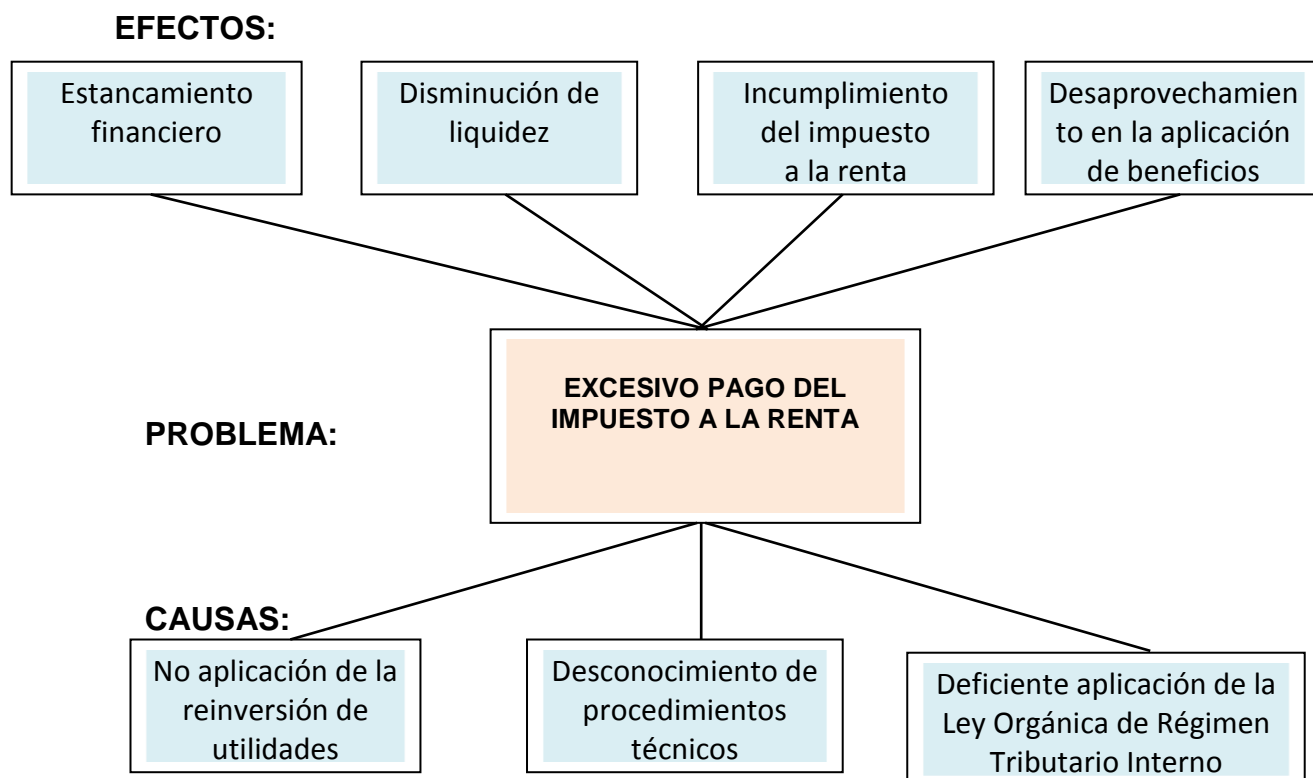 EFECTOS:
Estancamiento
financiero
Disminución de
liquidez
Incumplimiento
del impuesto
a la renta
Desaprovechamien
to en la aplicación
de beneficios
EXCESIVO PAGO DEL
IMPUESTO A LA RENTA
PROBLEMA:
CAUSAS:
No aplicación de la
reinversión de
utilidades
Desconocimiento de
procedimientos
técnicos
Deficiente aplicación de la
Ley Orgánica de Régimen
Tributario Interno